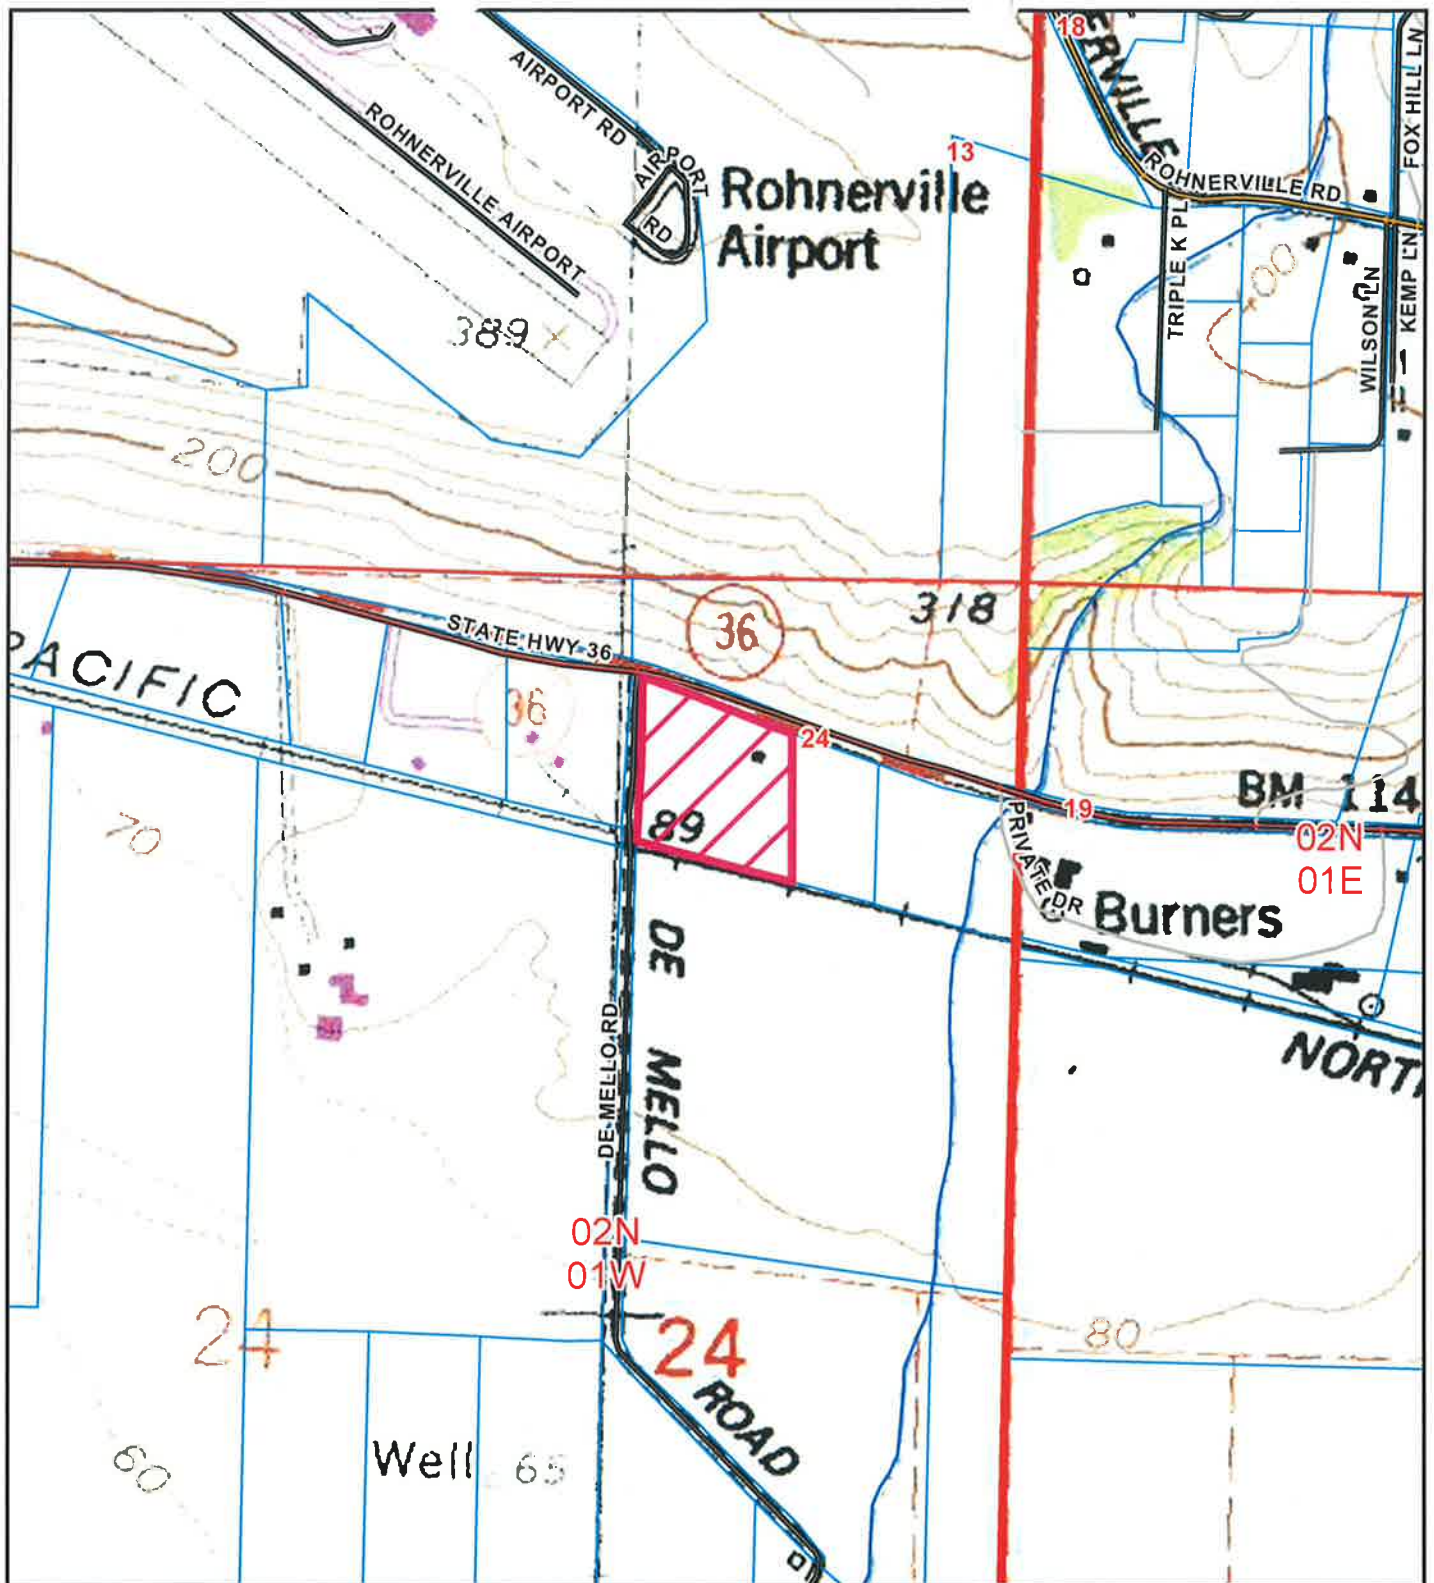 18
ERVILLE
FOX HILL LN
AIRPORT RD
ROHNERVILLE AIRPORT
AIRPORT
RD
13
Rohnerville
Airport
ROHNERVILLE RD
TRIPLE K PL
400
WILSON LN
KEMP LN
389
200
318
36
STATE HWY 36
PACIFIC
36
24
BM 114
19
02N
01E
70
89
PRIVATE DR
Burners
DE MELLO
DE MELLO RD
NORT
02N
01W
24
24
80
ROAD
60
Well
65